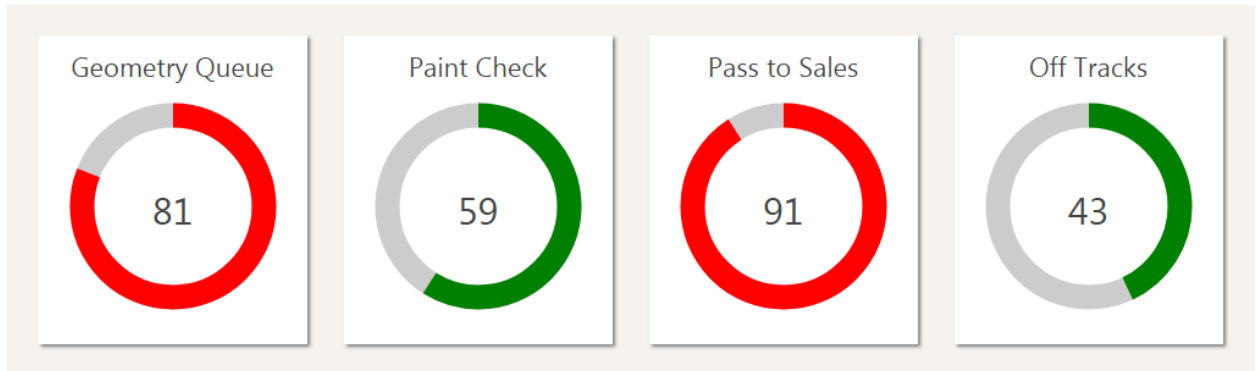 Geometry Queue
81
Paint Check
59
Pass to Sales
91
Off Tracks
43